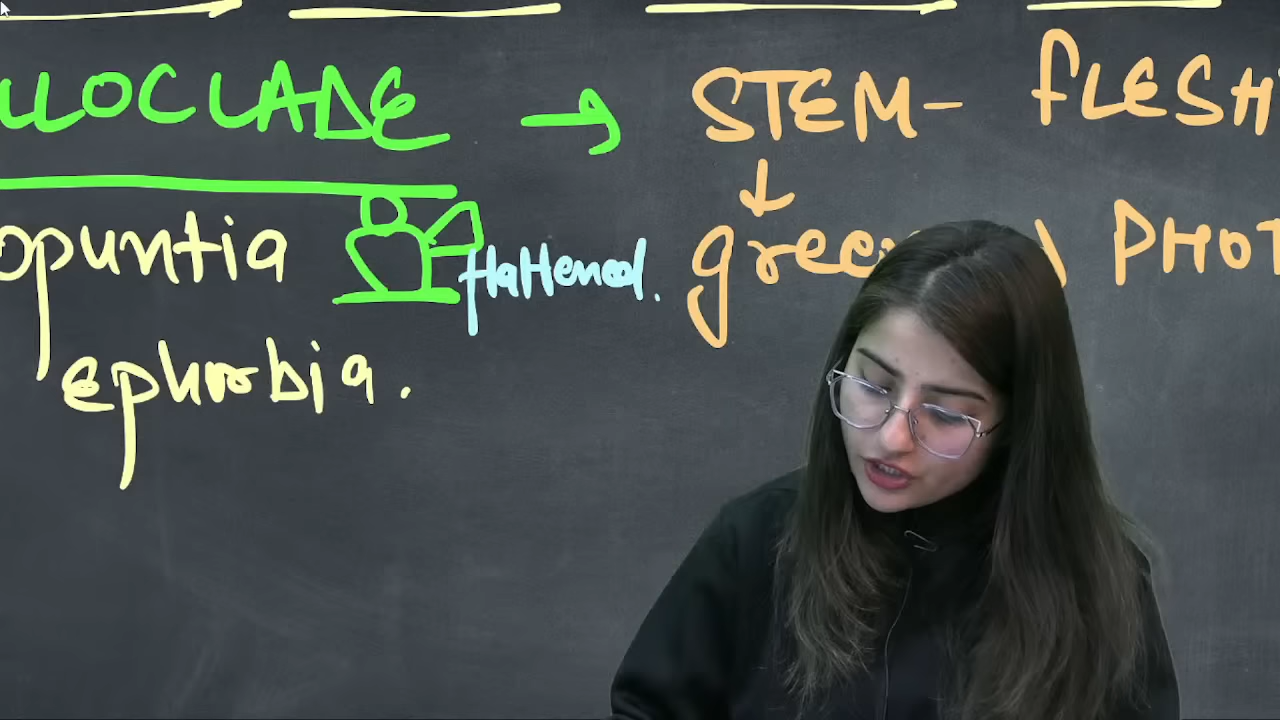 LLOCLADE → STEM - fLESH
opuntia flattened. green PHOT
ephorbia.